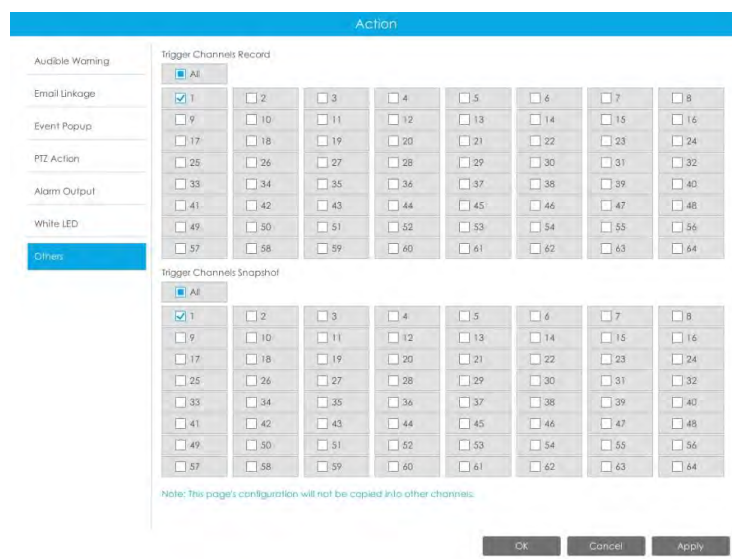 Action
Audible Warning
Email Linkage
Event Popup
PTZ Action
Alarm Output
White LED
Others
Trigger Channels Record
All
1 2 3 4 5 6 7 8
9 10 11 12 13 14 15 16
17 18 19 20 21 22 23 24
25 26 27 28 29 30 31 32
33 34 35 36 37 38 39 40
41 42 43 44 45 46 47 48
49 50 51 52 53 54 55 56
57 58 59 60 61 62 63 64
Trigger Channels Snapshot
All
1 2 3 4 5 6 7 8
9 10 11 12 13 14 15 16
17 18 19 20 21 22 23 24
25 26 27 28 29 30 31 32
33 34 35 36 37 38 39 40
41 42 43 44 45 46 47 48
49 50 51 52 53 54 55 56
57 58 59 60 61 62 63 64
Note: This page's configuration will not be copied into other channels.
OK Cancel Apply